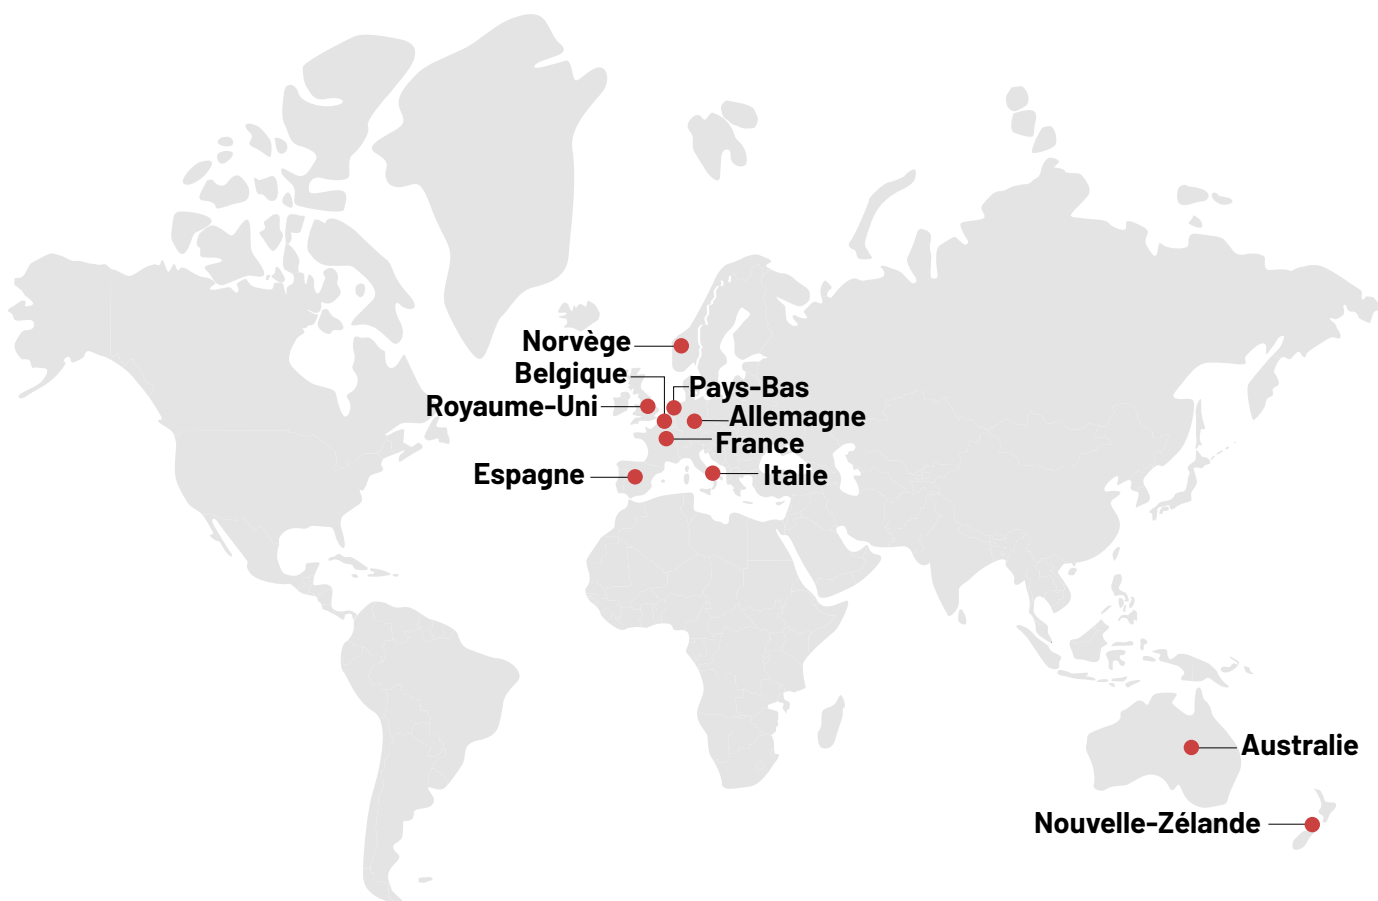 Norvège
Belgique
Pays-Bas
Royaume-Uni
Allemagne
France
Espagne
Italie
Australie
Nouvelle-Zélande